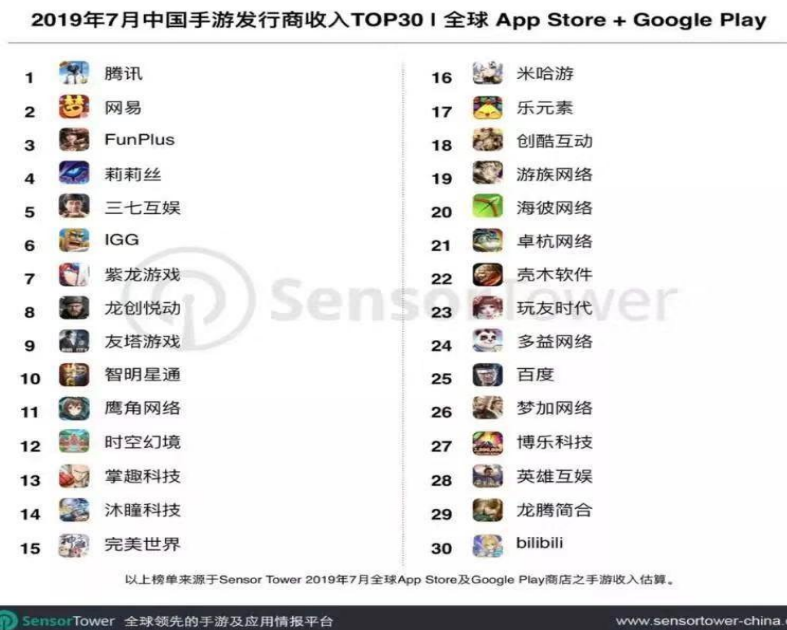 2019年7月中国手游发行商收入TOP30 | 全球 App Store + Google Play
1 腾讯
2 网易
3 FunPlus
4 莉莉丝
5 三七互娱
6 IGG
7 紫龙游戏
8 龙创悦动
9 友塔游戏
10 智明星通
11 鹰角网络
12 时空幻境
13 掌趣科技
14 沐瞳科技
15 完美世界
16 米哈游
17 乐元素
18 创酷互动
19 游族网络
20 海彼网络
21 卓杭网络
22 壳木软件
23 玩友时代
24 多益网络
25 百度
26 梦加网络
27 博乐科技
28 英雄互娱
29 龙腾简合
30 bilibili
SensorTower
以上榜单来源于Sensor Tower 2019年7月全球App Store及Google Play商店之手游收入估算。
SensorTower 全球领先的手游及应用情报平台
www.sensortower-china.